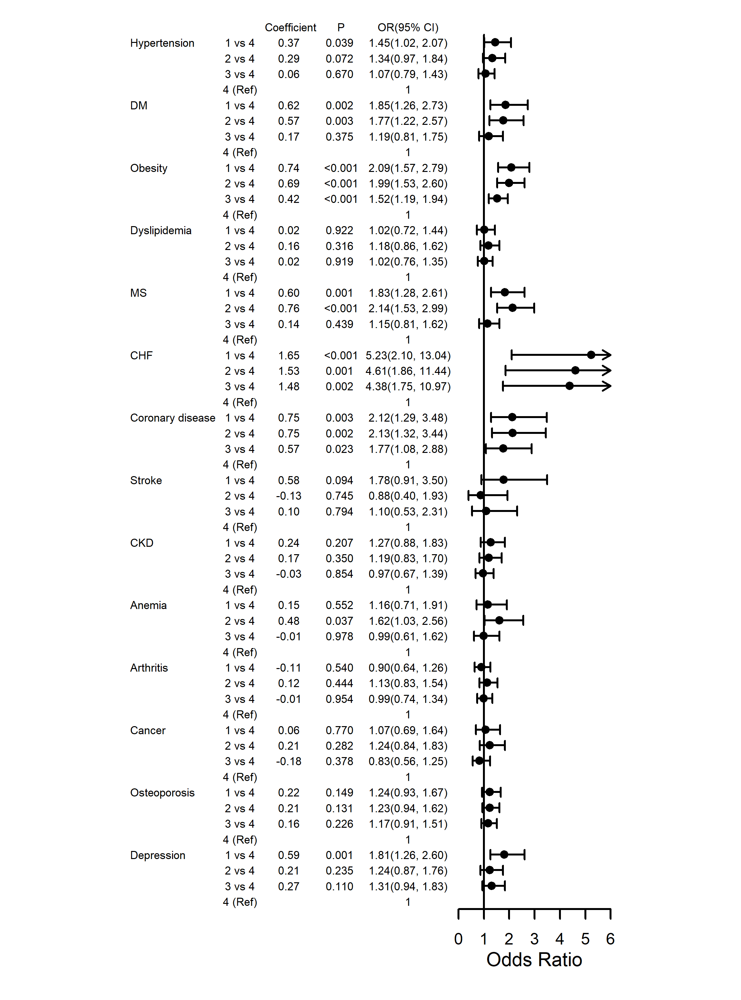 Coefficient P OR(95% CI)
Hypertension 1 vs 4 0.37 0.039 1.45(1.02, 2.07)
2 vs 4 0.29 0.072 1.34(0.97, 1.84)
3 vs 4 0.06 0.670 1.07(0.79, 1.43)
4 (Ref) 1
DM 1 vs 4 0.62 0.002 1.85(1.26, 2.73)
2 vs 4 0.57 0.003 1.77(1.22, 2.57)
3 vs 4 0.17 0.375 1.19(0.81, 1.75)
4 (Ref) 1
Obesity 1 vs 4 0.74 <0.001 2.09(1.57, 2.79)
2 vs 4 0.69 <0.001 1.99(1.53, 2.60)
3 vs 4 0.42 <0.001 1.52(1.19, 1.94)
4 (Ref) 1
Dyslipidemia 1 vs 4 0.02 0.922 1.02(0.72, 1.44)
2 vs 4 0.16 0.316 1.18(0.86, 1.62)
3 vs 4 0.02 0.919 1.02(0.76, 1.35)
4 (Ref) 1
MS 1 vs 4 0.60 0.001 1.83(1.28, 2.61)
2 vs 4 0.76 <0.001 2.14(1.53, 2.99)
3 vs 4 0.14 0.439 1.15(0.81, 1.62)
4 (Ref) 1
CHF 1 vs 4 1.65 <0.001 5.23(2.10, 13.04)
2 vs 4 1.53 0.001 4.61(1.86, 11.44)
3 vs 4 1.48 0.002 4.38(1.75, 10.97)
4 (Ref) 1
Coronary disease 1 vs 4 0.75 0.003 2.12(1.29, 3.48)
2 vs 4 0.75 0.002 2.13(1.32, 3.44)
3 vs 4 0.57 0.023 1.77(1.08, 2.88)
4 (Ref) 1
Stroke 1 vs 4 0.58 0.094 1.78(0.91, 3.50)
2 vs 4 -0.13 0.745 0.88(0.40, 1.93)
3 vs 4 0.10 0.794 1.10(0.53, 2.31)
4 (Ref) 1
CKD 1 vs 4 0.24 0.207 1.27(0.88, 1.83)
2 vs 4 0.17 0.350 1.19(0.83, 1.70)
3 vs 4 -0.03 0.854 0.97(0.67, 1.39)
4 (Ref) 1
Anemia 1 vs 4 0.15 0.552 1.16(0.71, 1.91)
2 vs 4 0.48 0.037 1.62(1.03, 2.56)
3 vs 4 -0.01 0.978 0.99(0.61, 1.62)
4 (Ref) 1
Arthritis 1 vs 4 -0.11 0.540 0.90(0.64, 1.26)
2 vs 4 0.12 0.444 1.13(0.83, 1.54)
3 vs 4 -0.01 0.954 0.99(0.74, 1.34)
4 (Ref) 1
Cancer 1 vs 4 0.06 0.770 1.07(0.69, 1.64)
2 vs 4 0.21 0.282 1.24(0.84, 1.83)
3 vs 4 -0.18 0.378 0.83(0.56, 1.25)
4 (Ref) 1
Osteoporosis 1 vs 4 0.22 0.149 1.24(0.93, 1.67)
2 vs 4 0.21 0.131 1.23(0.94, 1.62)
3 vs 4 0.16 0.226 1.17(0.91, 1.51)
4 (Ref) 1
Depression 1 vs 4 0.59 0.001 1.81(1.26, 2.60)
2 vs 4 0.21 0.235 1.24(0.87, 1.76)
3 vs 4 0.27 0.110 1.31(0.94, 1.83)
4 (Ref) 1
0 1 2 3 4 5 6
Odds Ratio